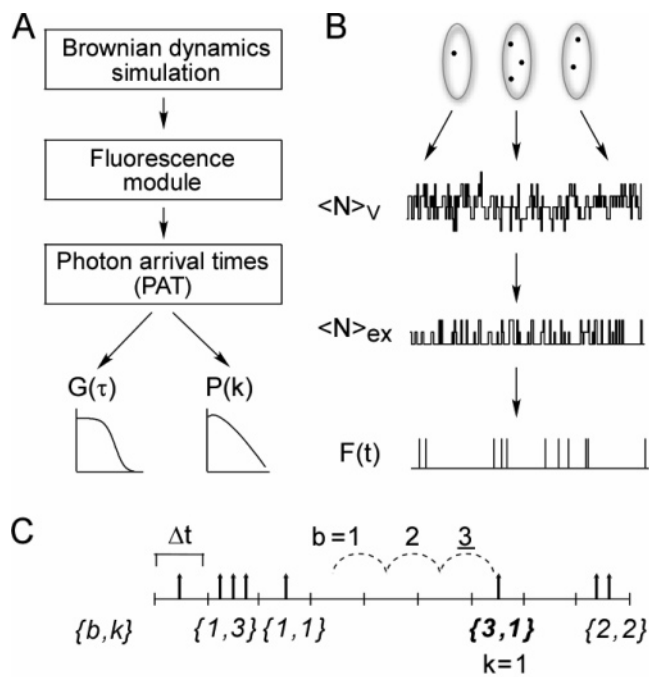 A
Brownian dynamics
simulation
Fluorescence
module
Photon arrival times
(PAT)
G(τ)
P(k)
B
<N>V
<N>ex
F(t)
C
Δt
b=1 2 3
{b,k} {1,3} {1,1} {3,1} {2,2}
k=1